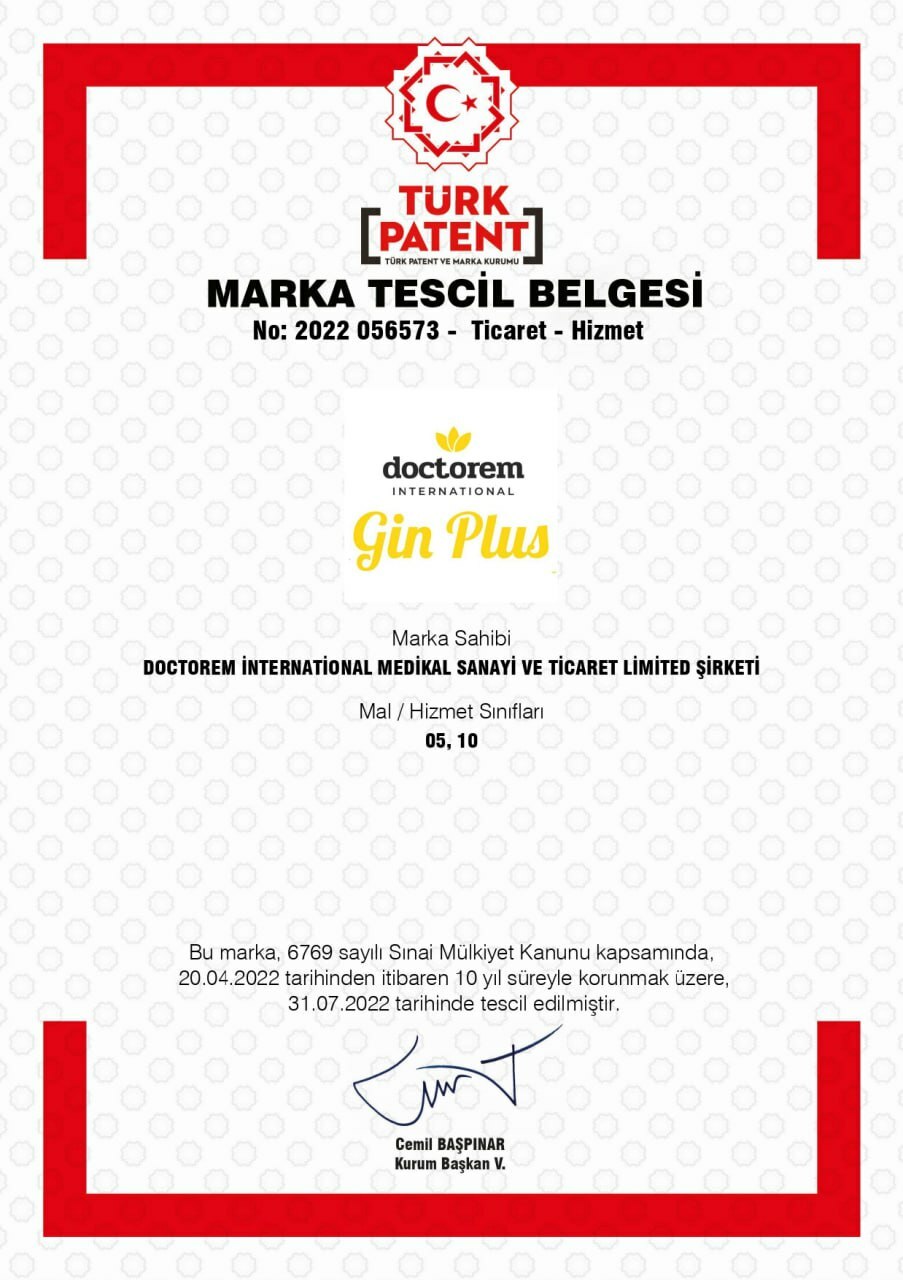 TÜRK
PATENT
TÜRK PATENT VE MARKA KURUMU
MARKA TESCİL BELGESİ
No: 2022 056573 - Ticaret - Hizmet
doctorem
INTERNATIONAL
Gin Plus
Marka Sahibi
DOCTOREM İNTERNATİONAL MEDİKAL SANAYİ VE TİCARET LİMİTED ŞİRKETİ
Mal / Hizmet Sınıfları
05, 10
Bu marka, 6769 sayılı Sınai Mülkiyet Kanunu kapsamında,
20.04.2022 tarihinden itibaren 10 yıl süreyle korunmak üzere,
31.07.2022 tarihinde tescil edilmiştir.
Cemil BAŞPINAR
Kurum Başkan V.